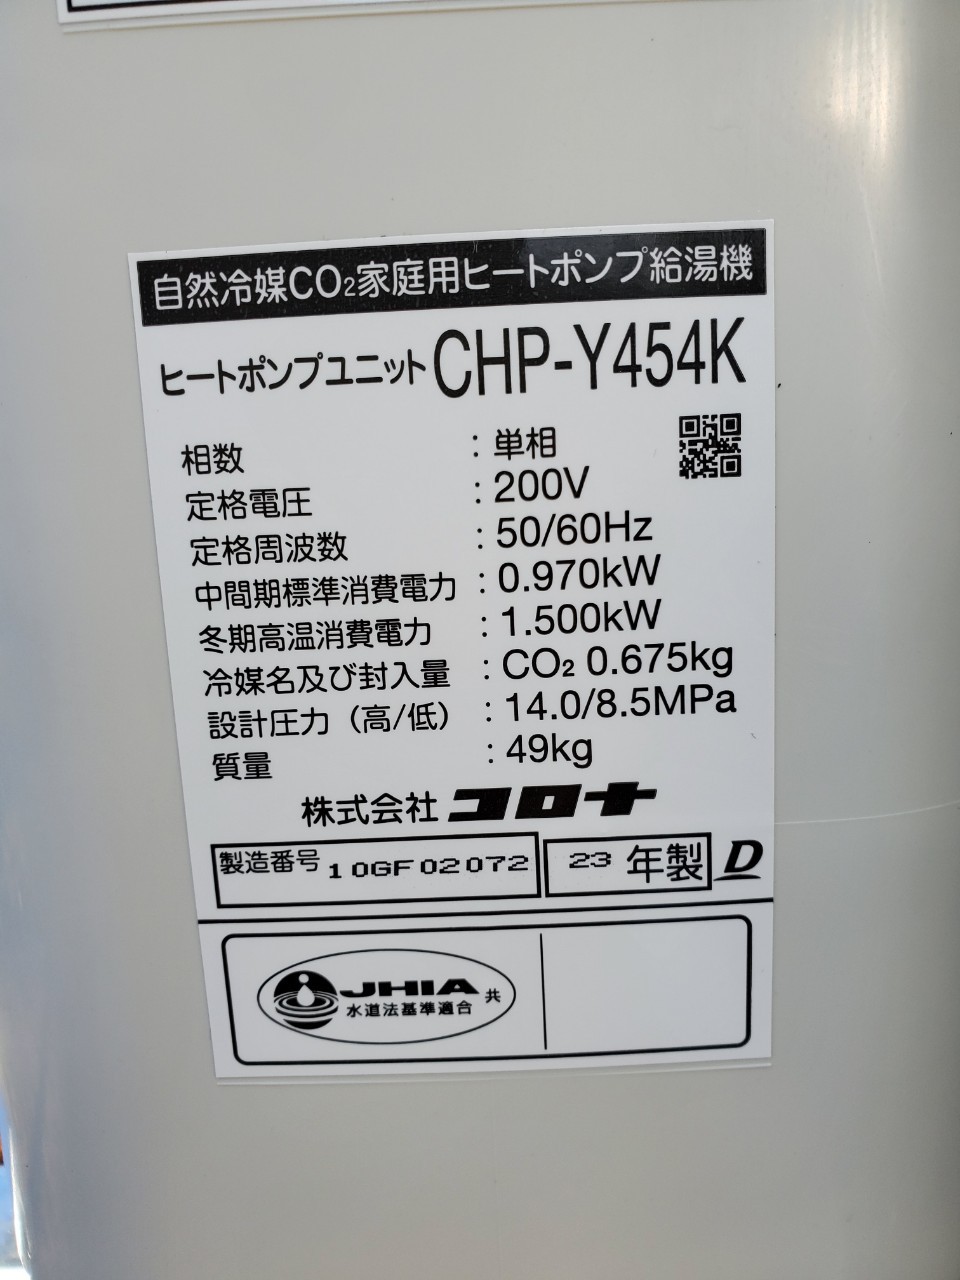 自然冷媒CO₂家庭用ヒートポンプ給湯機
ヒートポンプユニット CHP-Y454K
相数 : 単相
定格電圧 : 200V
定格周波数 : 50/60Hz
中間期標準消費電力 : 0.970kW
冬期高温消費電力 : 1.500kW
冷媒名及び封入量 : CO₂ 0.675kg
設計圧力（高/低） : 14.0/8.5MPa
質量 : 49kg
株式会社 コロナ
製造番号 10GF02072 23 年製 D
JHIA 共
水道法基準適合